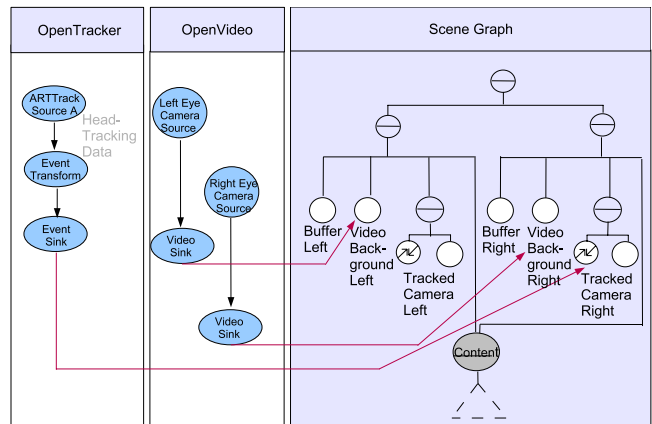 OpenTracker
OpenVideo
Scene Graph
ARTTrack
Source A
Head-
Tracking
Data
Event
Transform
Event
Sink
Left Eye
Camera
Source
Right Eye
Camera
Source
Video
Sink
Video
Sink
Buffer
Left
Video
Back-
ground
Left
Tracked
Camera
Left
Buffer
Right
Video
Back-
ground
Right
Tracked
Camera
Right
Content